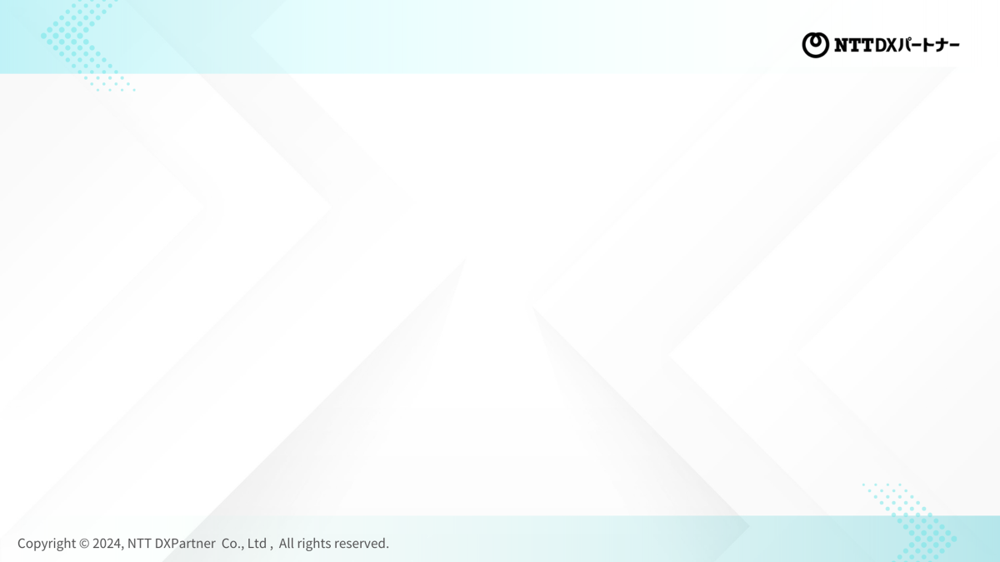 NTTDXパートナー
Copyright © 2024, NTT DXPartner Co., Ltd , All rights reserved.